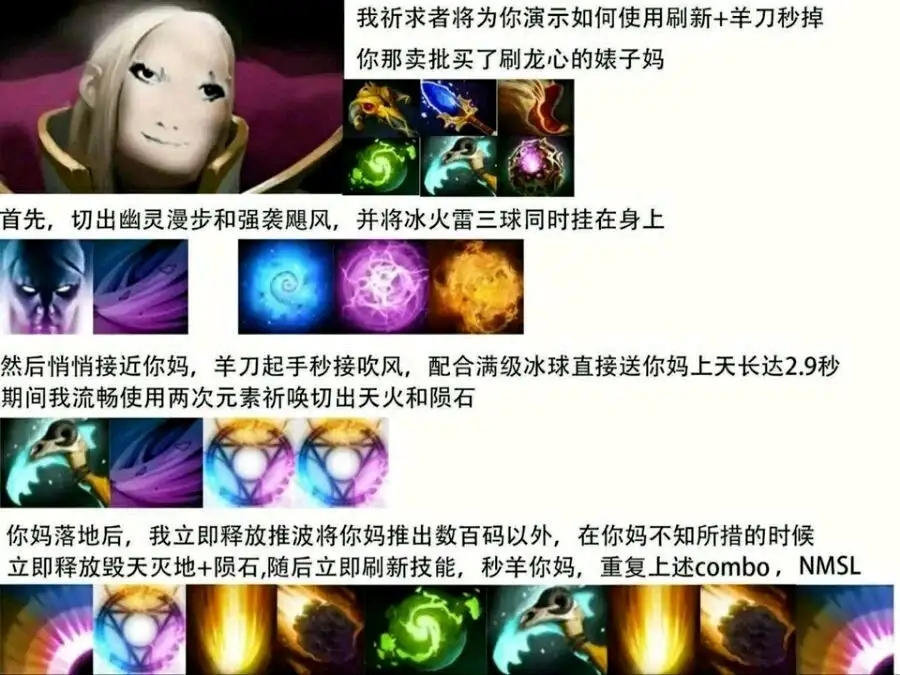 我祈求者将为你演示如何使用刷新+羊刀秒掉
你那卖批买了刷龙心的婊子妈
首先，切出幽灵漫步和强袭飓风，并将冰火雷三球同时挂在身上
然后悄悄接近你妈，羊刀起手秒接吹风，配合满级冰球直接送你妈上天长达2.9秒
期间我流畅使用两次元素祈唤切出天火和陨石
你妈落地后，我立即释放推波将你妈推出数百码以外，在你妈不知所措的时候
立即释放毁天灭地+陨石,随后立即刷新技能，秒羊你妈，重复上述combo，NMSL